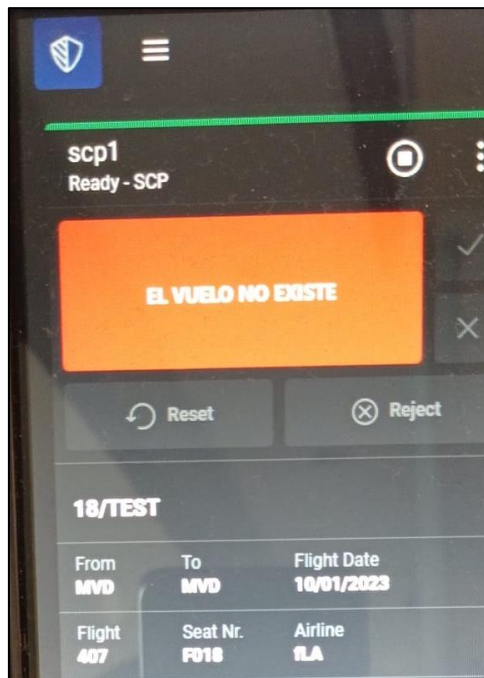 scp1
Ready - SCP
EL VUELO NO EXISTE
Reset Reject
18/TEST
From To Flight Date
MVD MVD 10/01/2023
Flight Seat Nr. Airline
407 F018 fLA